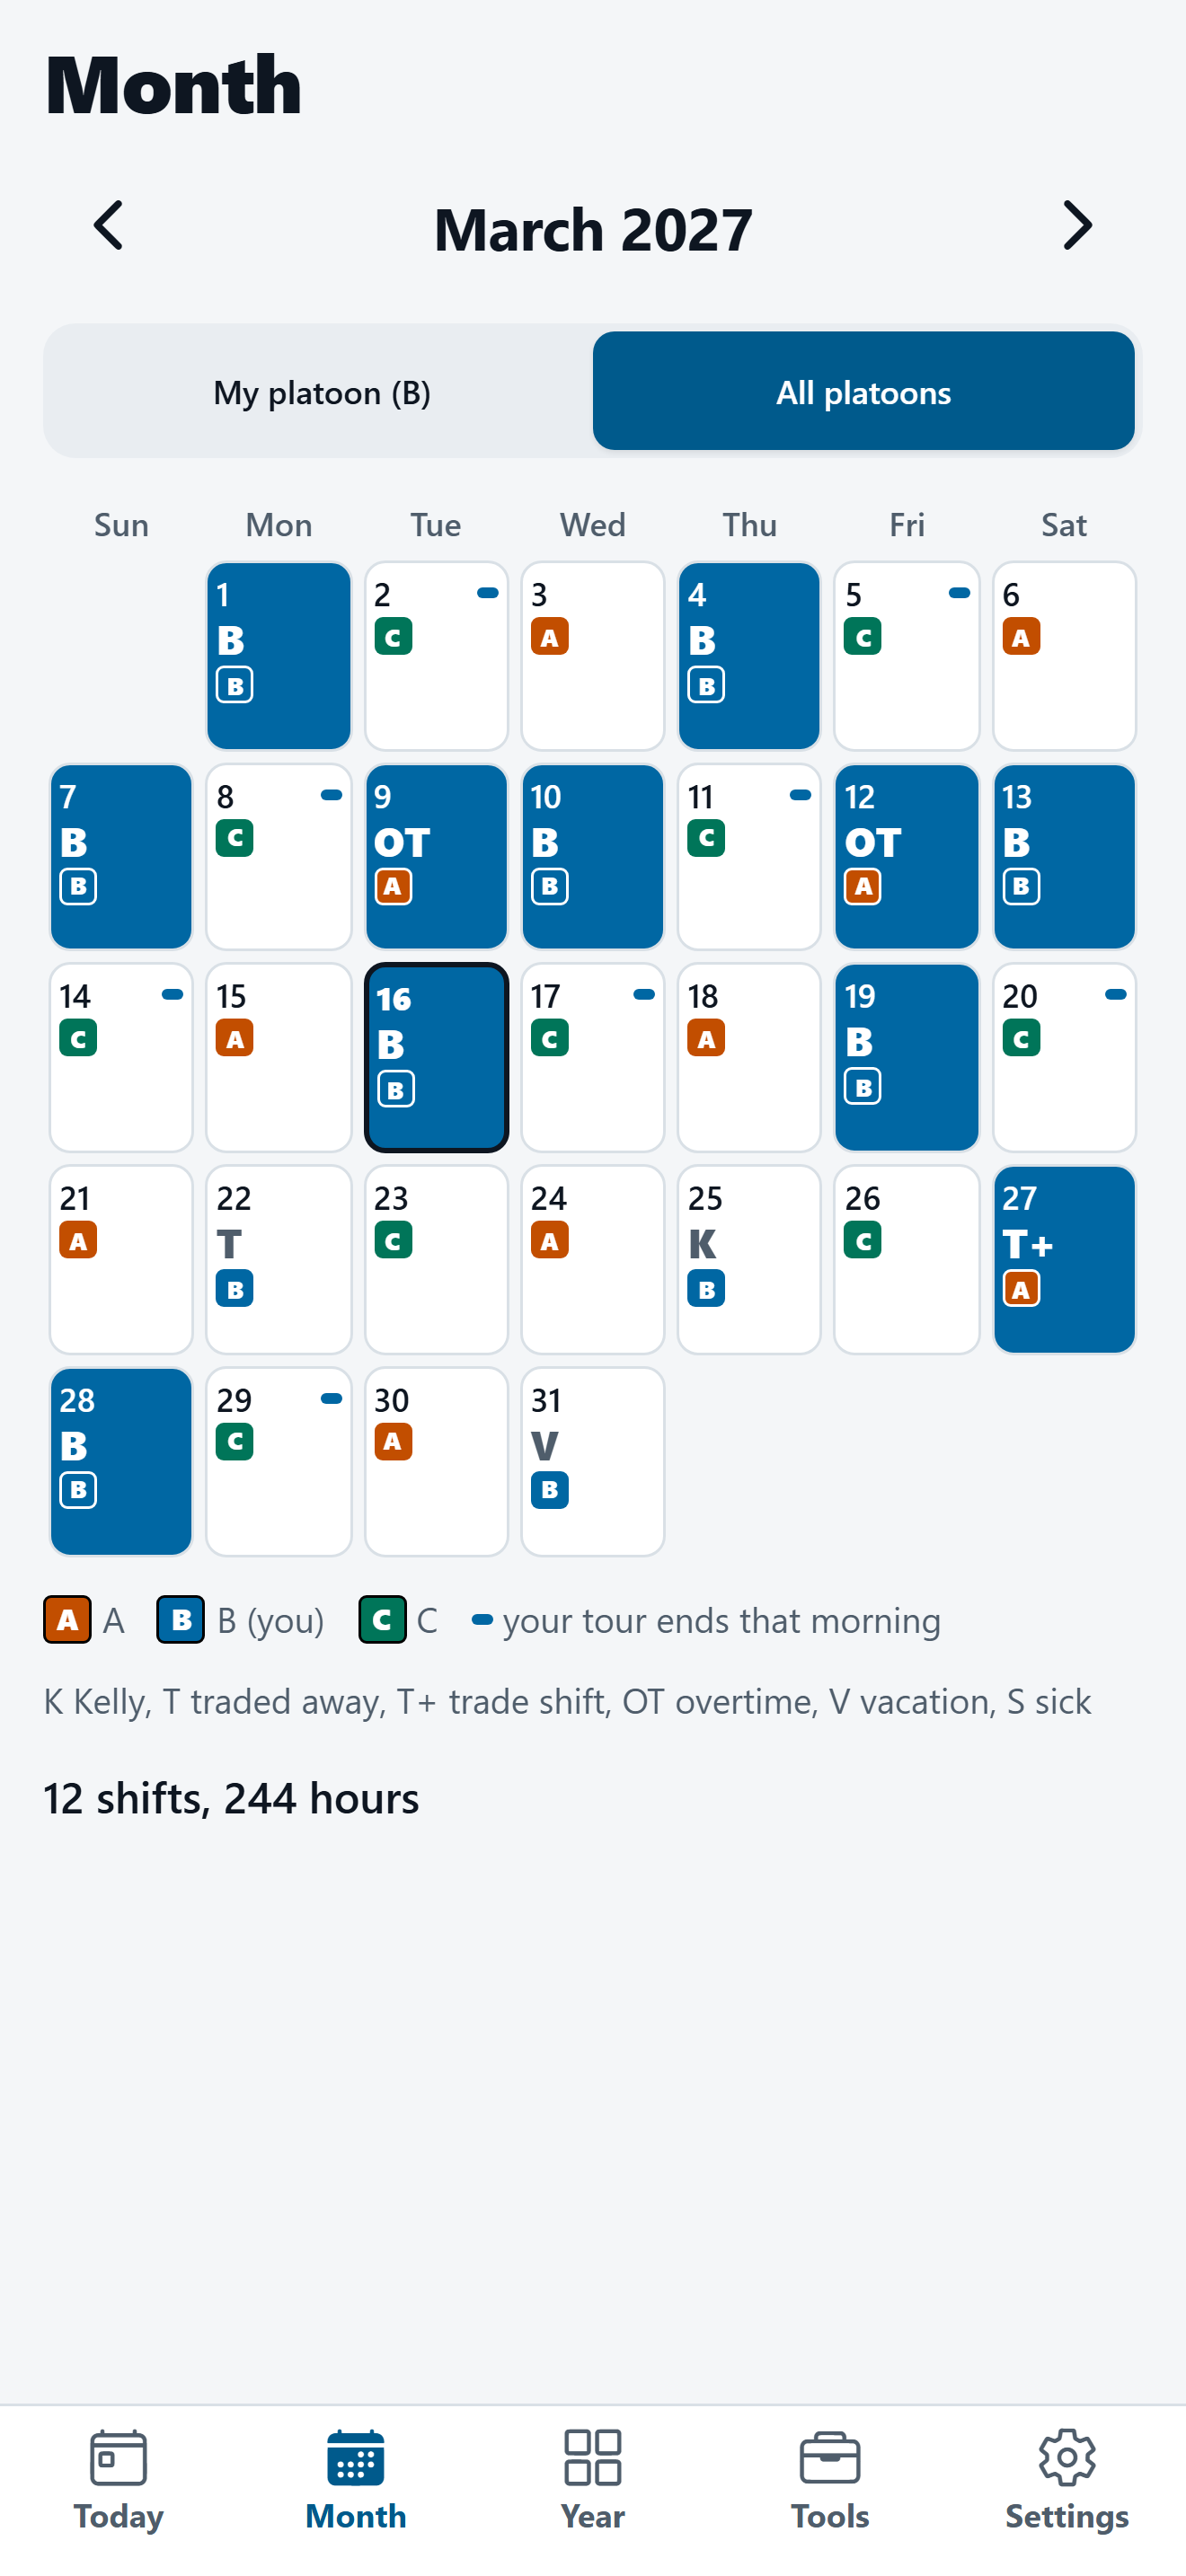 Month
March 2027
My platoon (B) All platoons
Sun Mon Tue Wed Thu Fri Sat
1 2 3 4 5 6
B C A B C A
B B
7 8 9 10 11 12 13
B C OT B C OT B
B A B A B
14 15 16 17 18 19 20
C A B C A B C
B B
21 22 23 24 25 26 27
A T C A K C T+
B B A
28 29 30 31
B C A V
B B
A A B B (you) C C your tour ends that morning
K Kelly, T traded away, T+ trade shift, OT overtime, V vacation, S sick
12 shifts, 244 hours
Today Month Year Tools Settings